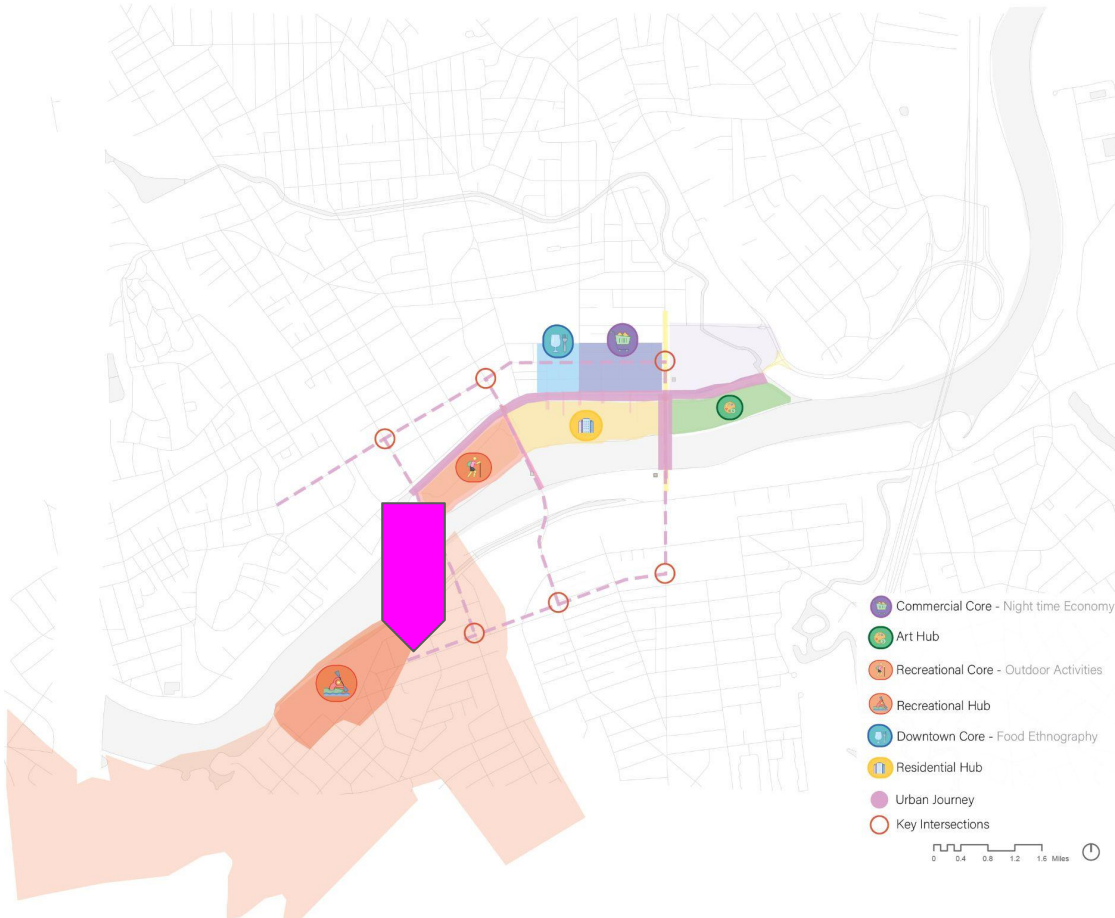 Commercial Core - Night time Economy
Art Hub
Recreational Core - Outdoor Activities
Recreational Hub
Downtown Core - Food Ethnography
Residential Hub
Urban Journey
Key Intersections
0 0.4 0.8 1.2 1.6 Miles